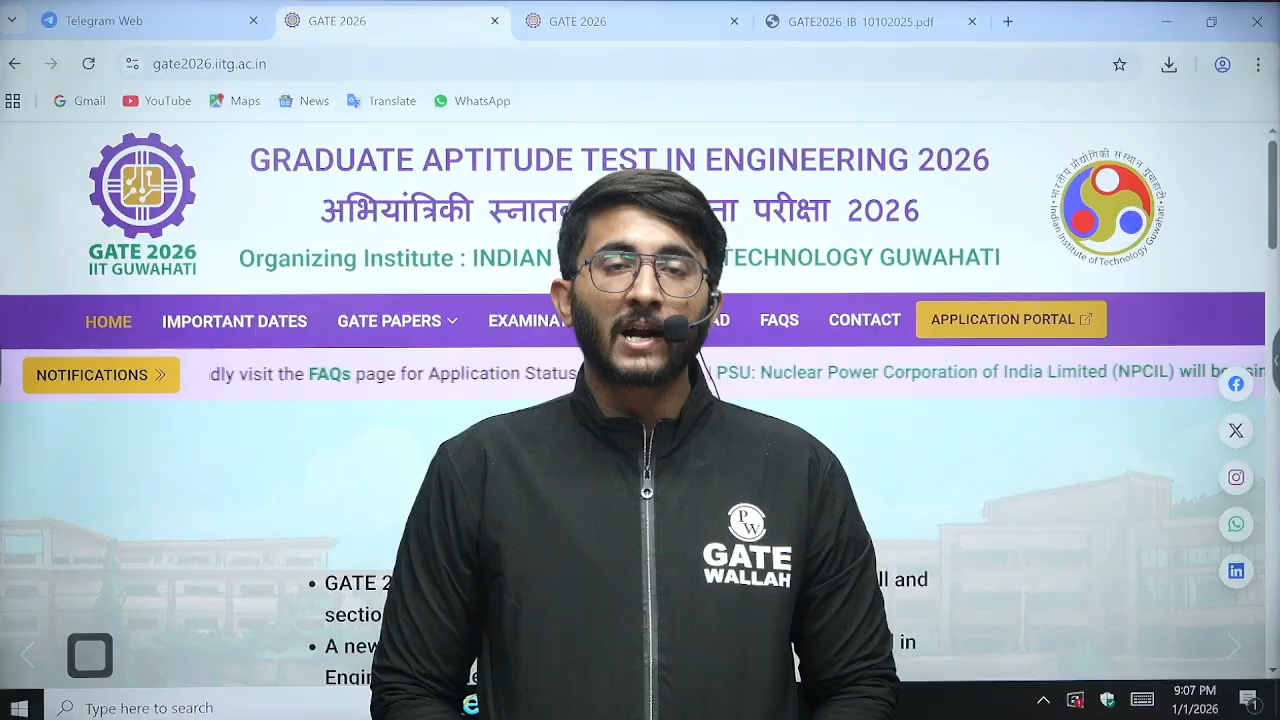 Telegram Web
GATE 2026
GATE 2026
GATE2026-IB-10102025.pdf
gate2026.iitg.ac.in
Gmail
YouTube
Maps
News
Translate
WhatsApp
GATE 2026
IIT GUWAHATI
GRADUATE APTITUDE TEST IN ENGINEERING 2026
अभियांत्रिकी परीक्षा 2026
Organizing Institute : INDIAN TECHNOLOGY GUWAHATI
भारतीय प्रौद्योगिकी संस्थान गुवाहाटी
Indian Institute of Technology Guwahati
HOME
IMPORTANT DATES
GATE PAPERS
FAQS
CONTACT
APPLICATION PORTAL
NOTIFICATIONS
visit the FAQs page for Application Status
PSU: Nuclear Power Corporation of India Limited (NPCIL) will be
PW
GATE
WALLAH
• GATE and
• A new in
Type here to search
9:07 PM
1/1/2026
1